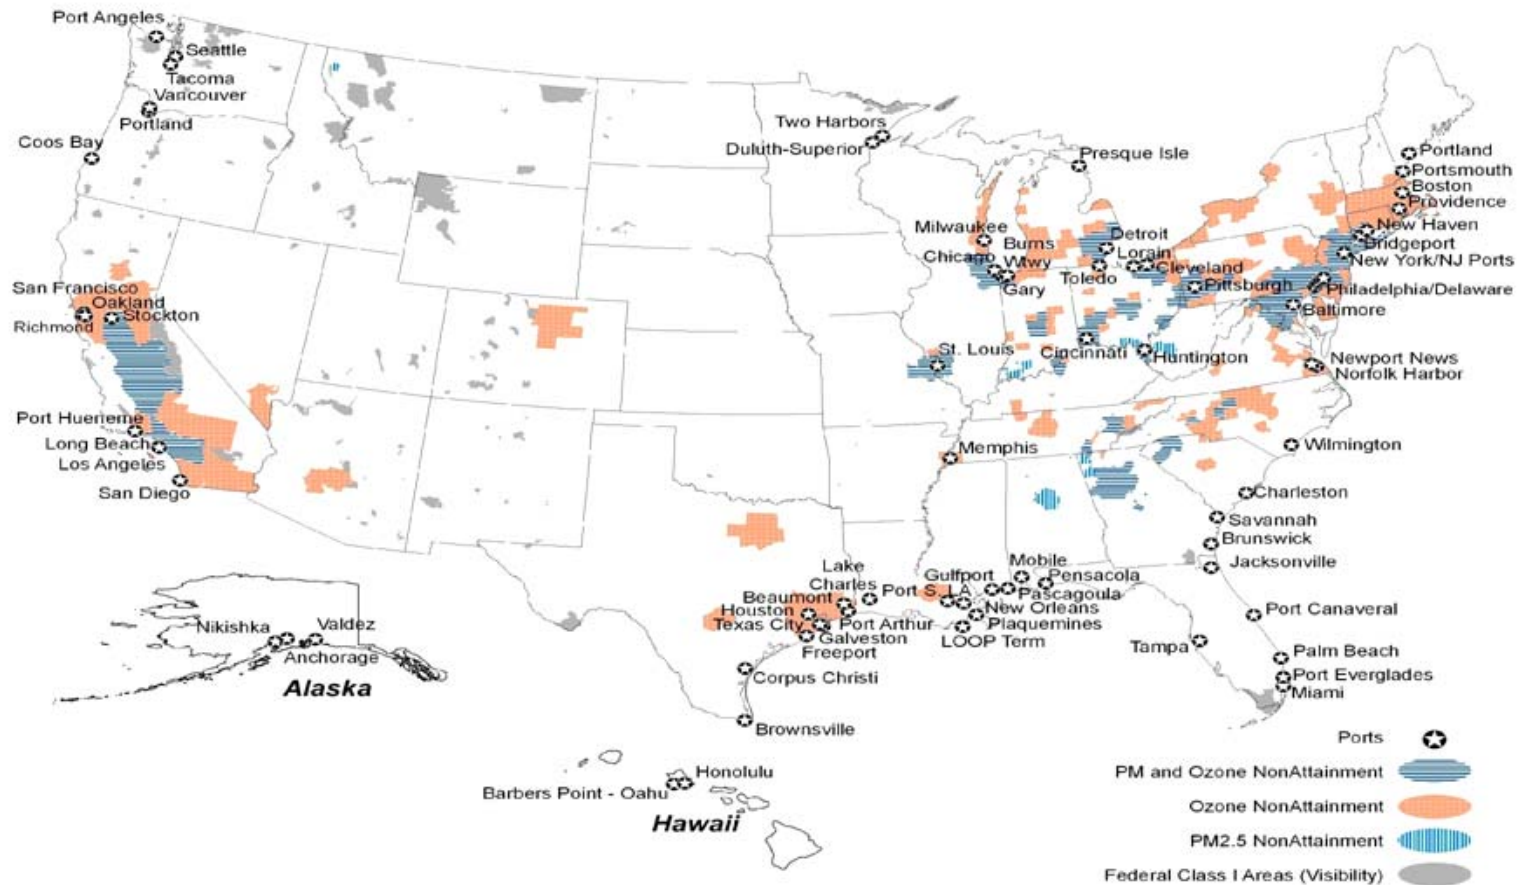 Port Angeles
Seattle
Tacoma
Vancouver
Portland
Coos Bay
Two Harbors
Duluth-Superior
Presque Isle
Portland
Portsmouth
Boston
Providence
New Haven
Bridgeport
New York/NJ Ports
Philadelphia/Delaware
Baltimore
Milwaukee
Burns
Detroit
Chicago
Wtwy
Lorain
Gary
Toledo
Cleveland
Pittsburgh
San Francisco
Oakland
Richmond
Stockton
St. Louis
Cincinnati
Huntington
Newport News
Norfolk Harbor
Port Hueneme
Long Beach
Los Angeles
San Diego
Memphis
Wilmington
Charleston
Savannah
Brunswick
Jacksonville
Lake
Charles
Beaumont
Houston
Texas City
Port Arthur
Galveston
Freeport
Port S. LA
Gulfport
Mobile
Pensacola
Pascagoula
New Orleans
Plaquemines
LOOP Term
Port Canaveral
Tampa
Palm Beach
Port Everglades
Miami
Corpus Christi
Brownsville
Nikishka
Valdez
Anchorage
Alaska
Honolulu
Barbers Point - Oahu
Hawaii
Ports
PM and Ozone NonAttainment
Ozone NonAttainment
PM2.5 NonAttainment
Federal Class I Areas (Visibility)